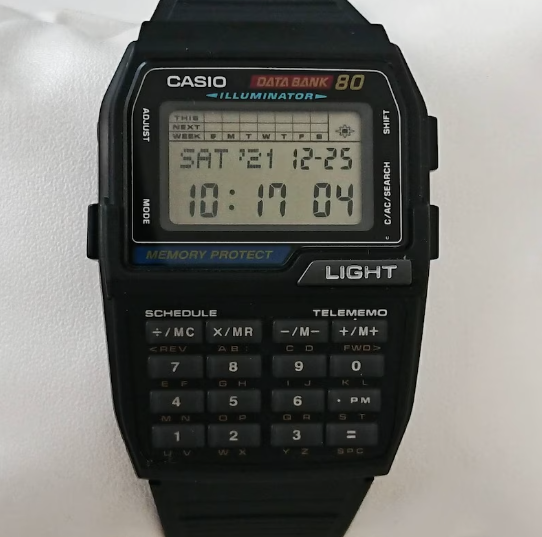 CASIO DATA BANK 80
ILLUMINATOR
ADJUST
SHIFT
THIS
NEXT
WEEK S M T W T F S
SAT '21 12-25
10:17 04
MODE
C/AC/SEARCH
MEMORY PROTECT
LIGHT
SCHEDULE TELEMEMO
÷/MC ×/MR −/M− +/M+
<REV A B : C D FWD>
7 8 9 0
E F G H I J K L
4 5 6 · PM
M N O P Q R S T
1 2 3 =
U V W X Y Z SPC